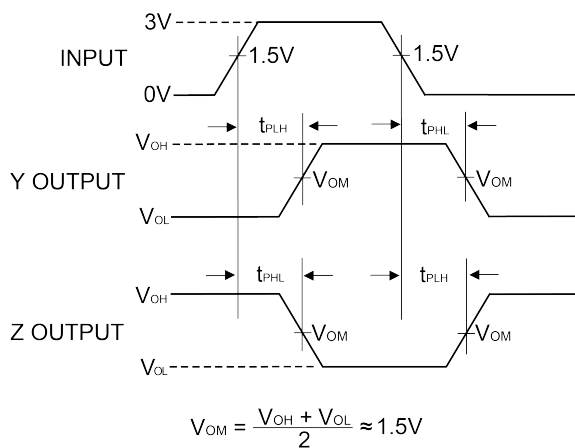 3V
INPUT
1.5V
1.5V
0V
tPLH
tPHL
VOH
Y OUTPUT
VOM
VOM
VOL
tPHL
tPLH
VOH
Z OUTPUT
VOM
VOM
VOL
VOM = (VOH + VOL) / 2 ≈ 1.5V